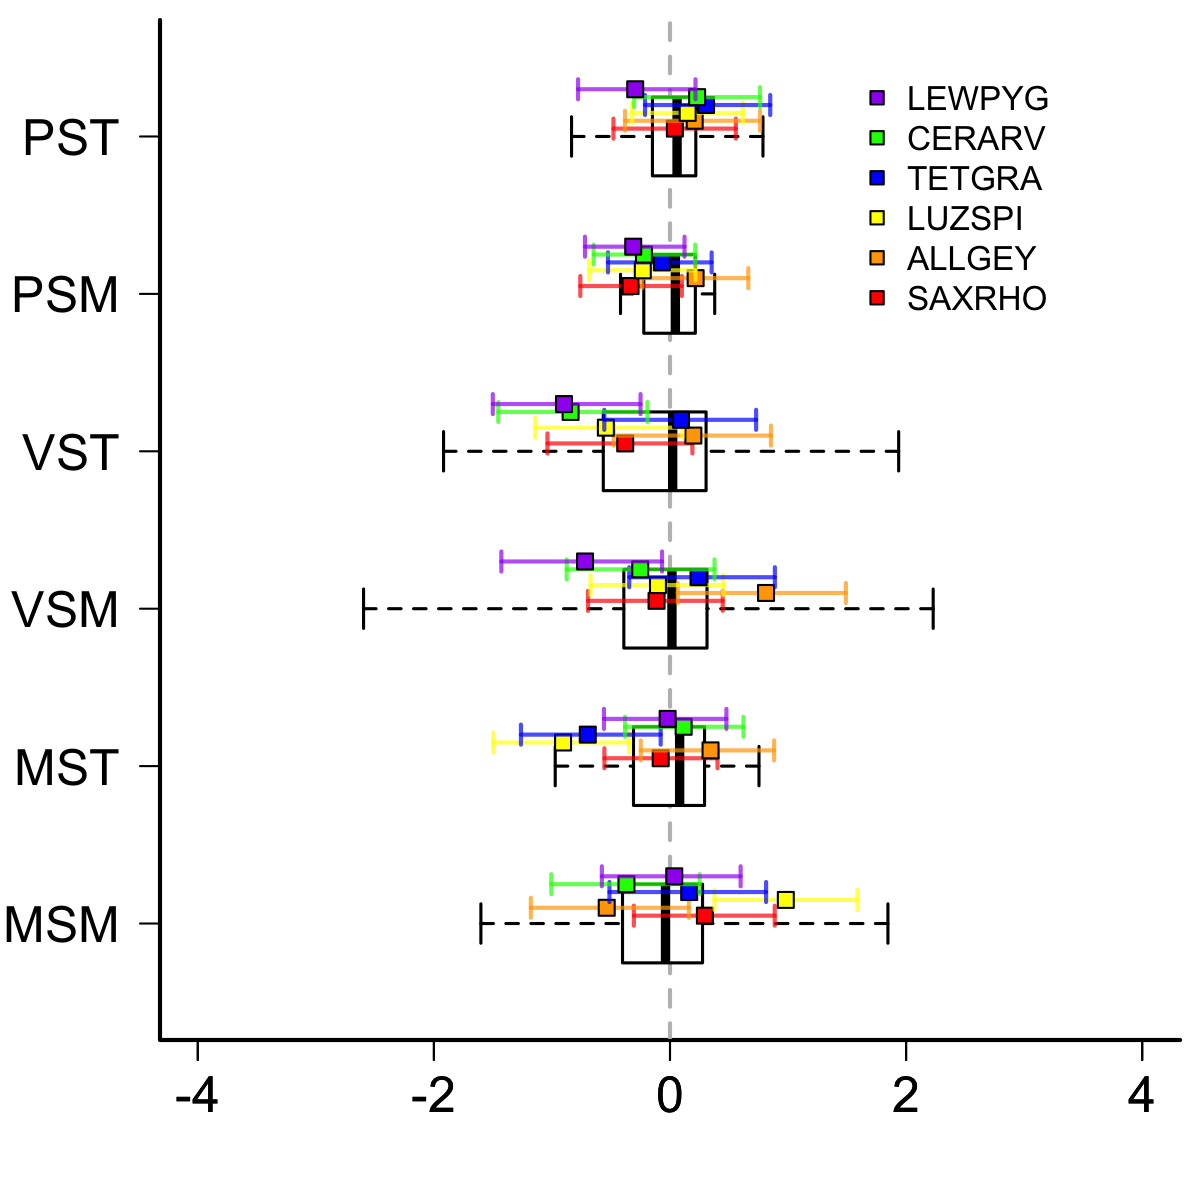 PST
PSM
VST
VSM
MST
MSM
LEWPYG
CERARV
TETGRA
LUZSPI
ALLGEY
SAXRHO
-4 -2 0 2 4